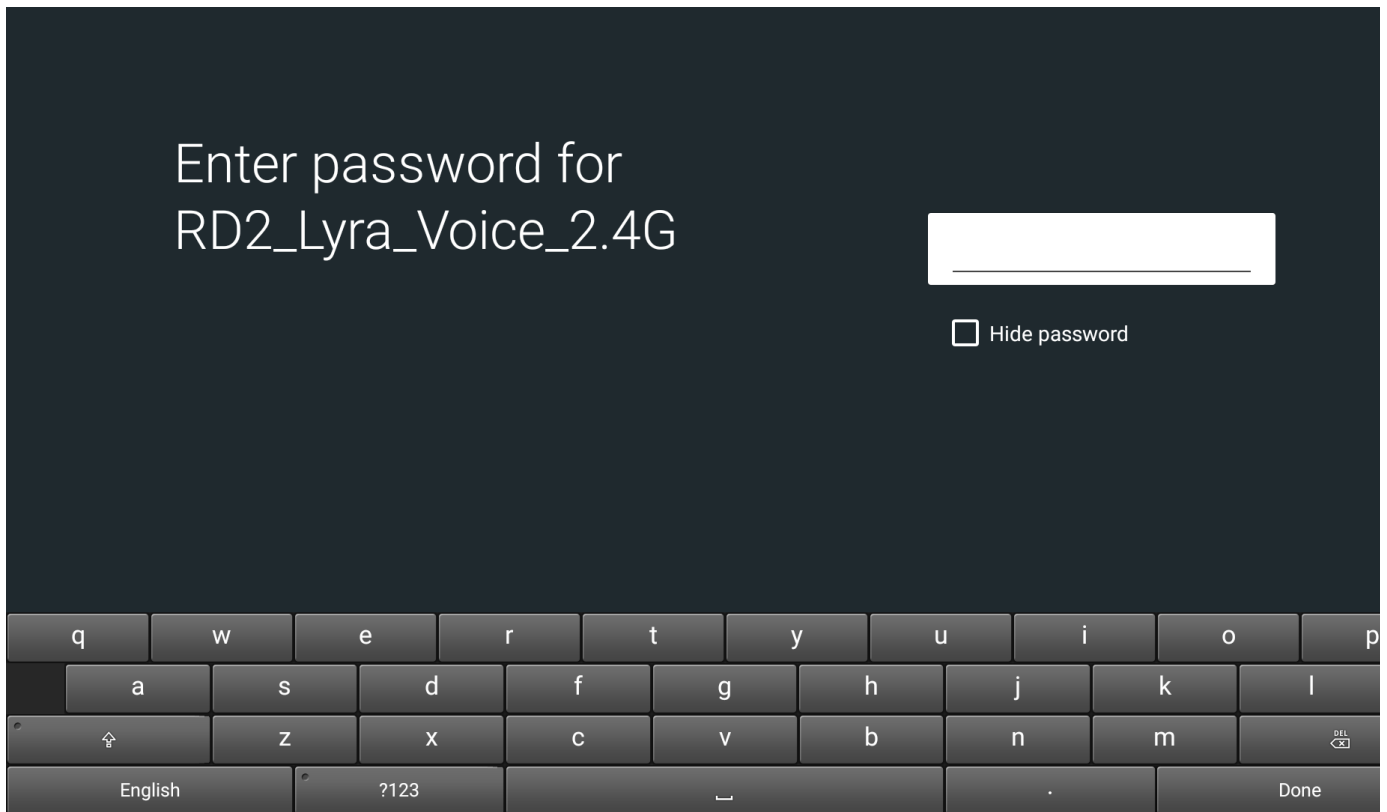 Enter password for
RD2_Lyra_Voice_2.4G
Hide password
q w e r t y u i o p
a s d f g h j k l
z x c v b n m DEL
English ?123 . Done